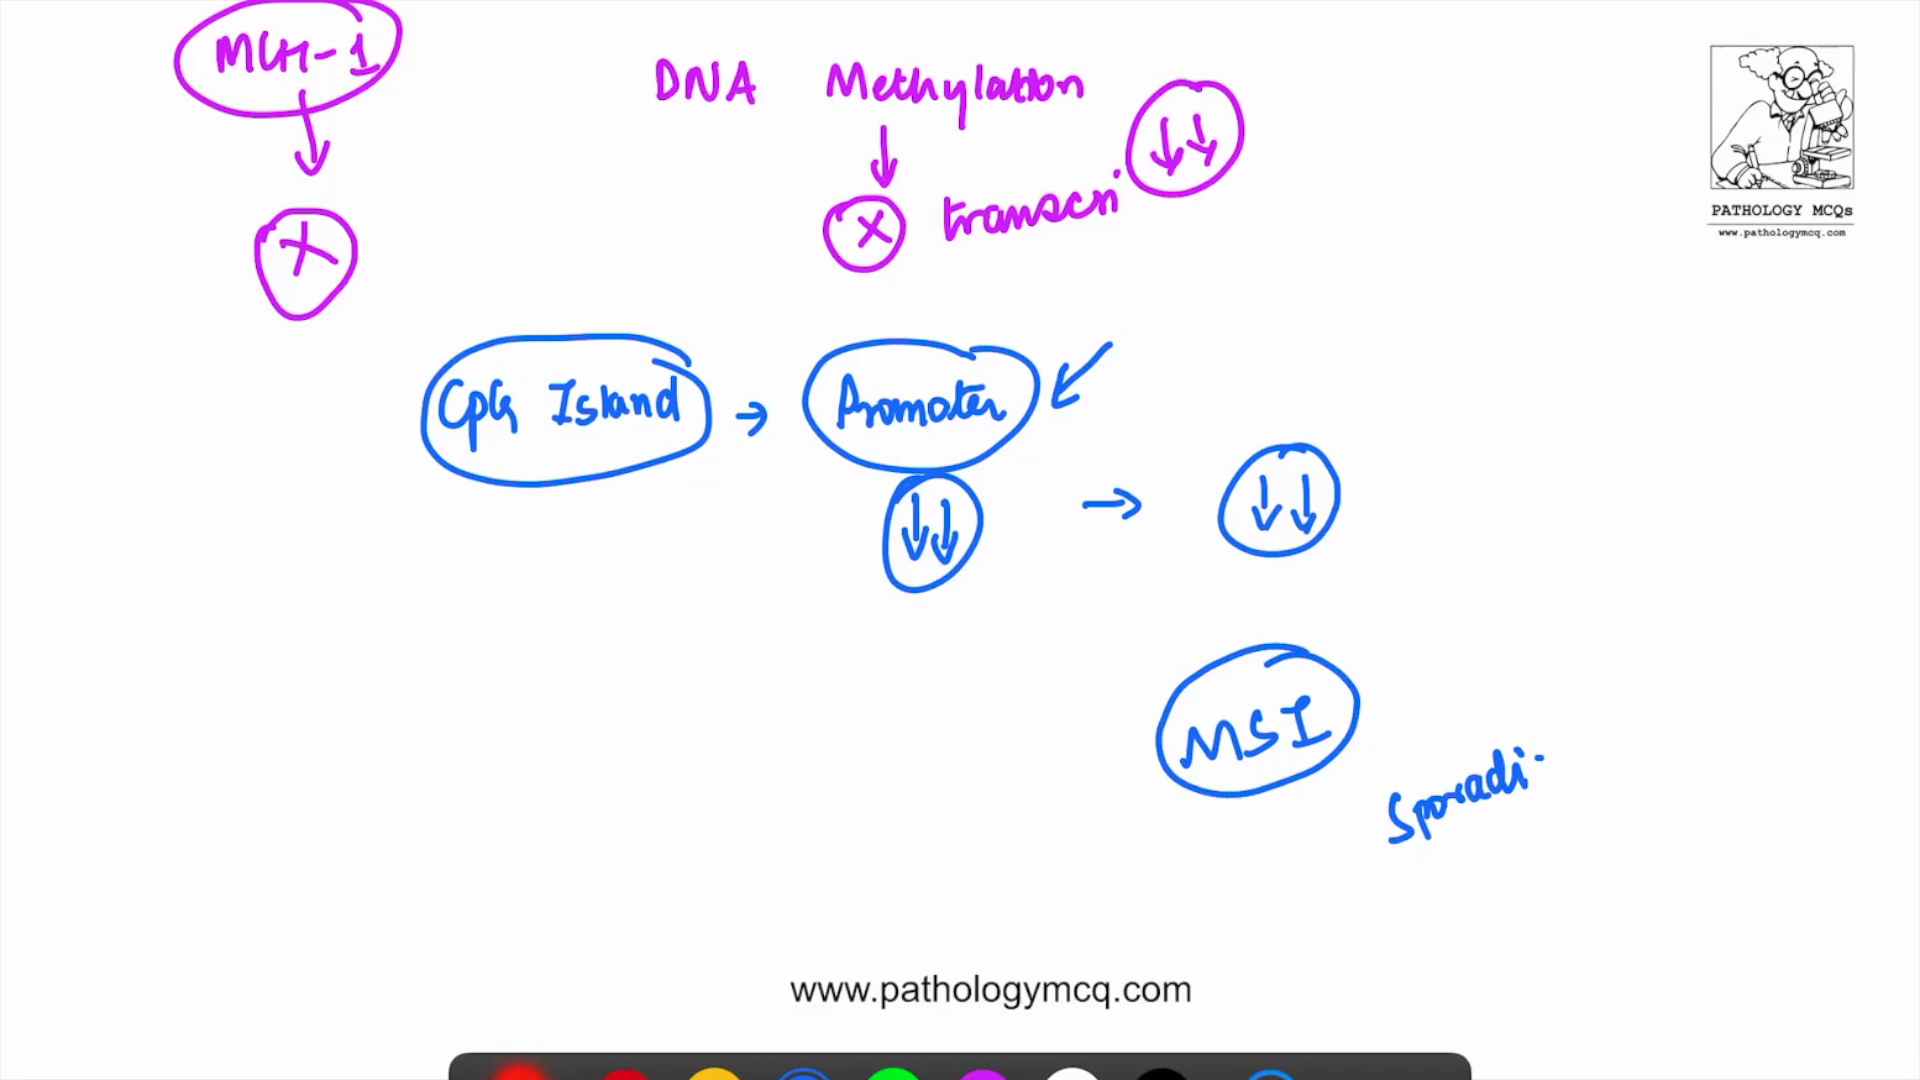 MLH-1
DNA Methylation
↓↓
X
X transcri
CpG Island → Promoter
↓↓ → ↓↓
MSI
Sporadi
PATHOLOGY MCQs
www.pathologymcq.com
www.pathologymcq.com